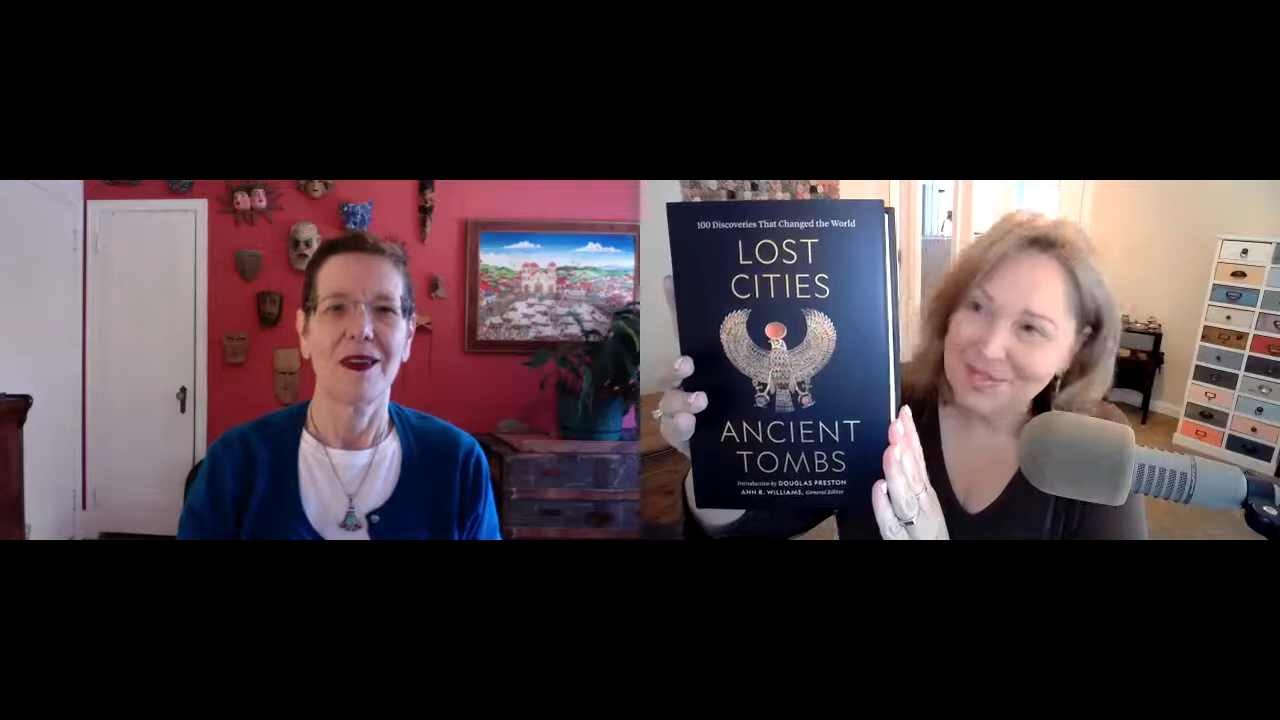 100 Discoveries That Changed the World
LOST
CITIES
ANCIENT
TOMBS
Introduction by DOUGLAS PRESTON
ANN R. WILLIAMS, General Editor